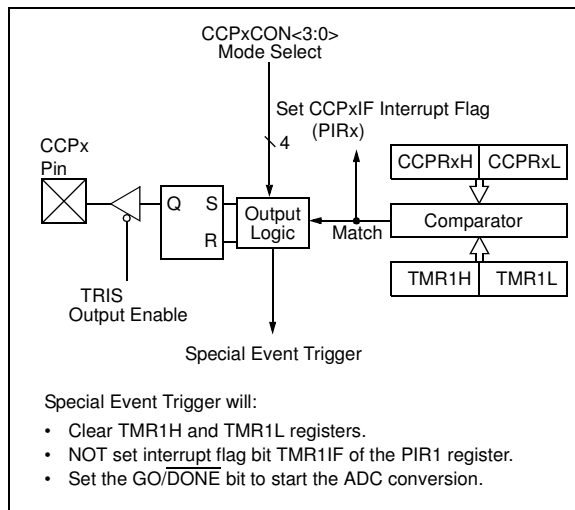 CCPxCON<3:0>
Mode Select
Set CCPxIF Interrupt Flag
(PIRx)
4
CCPx
Pin
CCPRxH CCPRxL
Q S
R
Output
Logic
Match
Comparator
TRIS
Output Enable
TMR1H TMR1L
Special Event Trigger
Special Event Trigger will:
• Clear TMR1H and TMR1L registers.
• NOT set interrupt flag bit TMR1IF of the PIR1 register.
• Set the GO/DONE bit to start the ADC conversion.